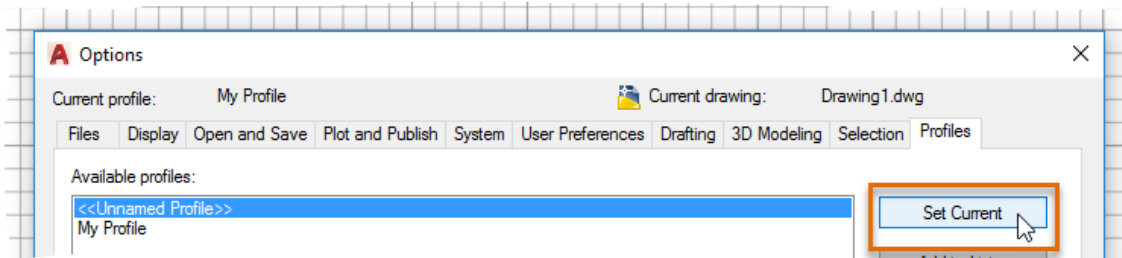 A Options
Current profile: My Profile Current drawing: Drawing1.dwg
Files Display Open and Save Plot and Publish System User Preferences Drafting 3D Modeling Selection Profiles
Available profiles:
<<Unnamed Profile>>
Set Current
My Profile